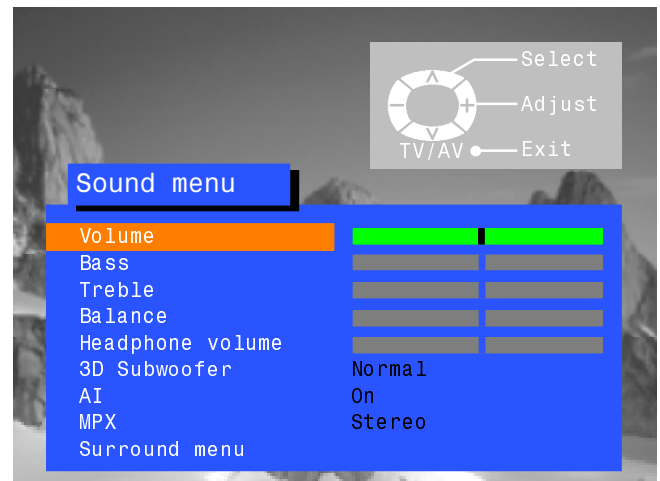 Select
Adjust
TV/AV Exit
Sound menu
Volume
Bass
Treble
Balance
Headphone volume
3D Subwoofer Normal
AI On
MPX Stereo
Surround menu